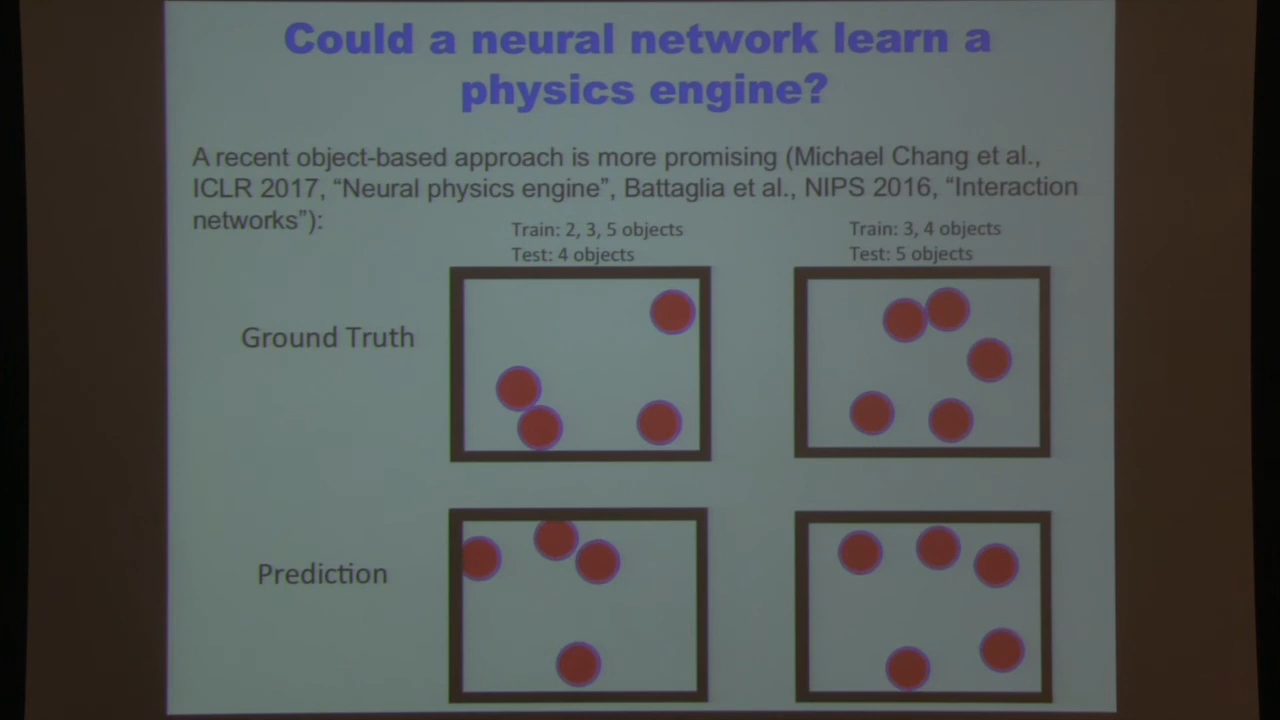 Could a neural network learn a
physics engine?
A recent object-based approach is more promising (Michael Chang et al.,
ICLR 2017, “Neural physics engine”, Battaglia et al., NIPS 2016, “Interaction
networks”):
Train: 2, 3, 5 objects
Test: 4 objects
Train: 3, 4 objects
Test: 5 objects
Ground Truth
Prediction